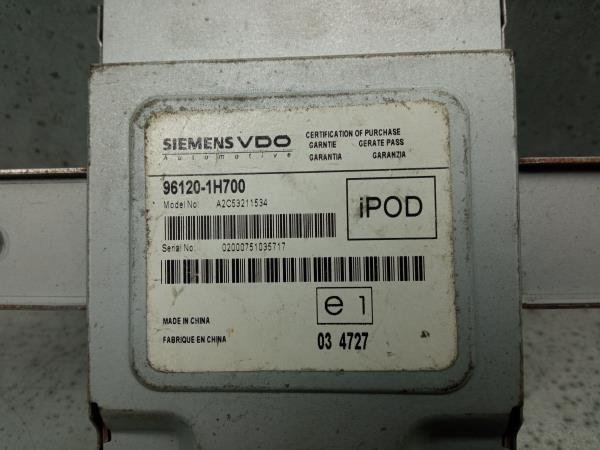 SIEMENS VDO
Automotive
CERTIFICATION OF PURCHASE
GARNTIE GERATE PASS
GARANTIA GARANZIA
96120-1H700
Model No: A2C53211534
iPOD
Serial No: 02000751035717
e 1
MADE IN CHINA
FABRIQUE EN CHINA
03 4727